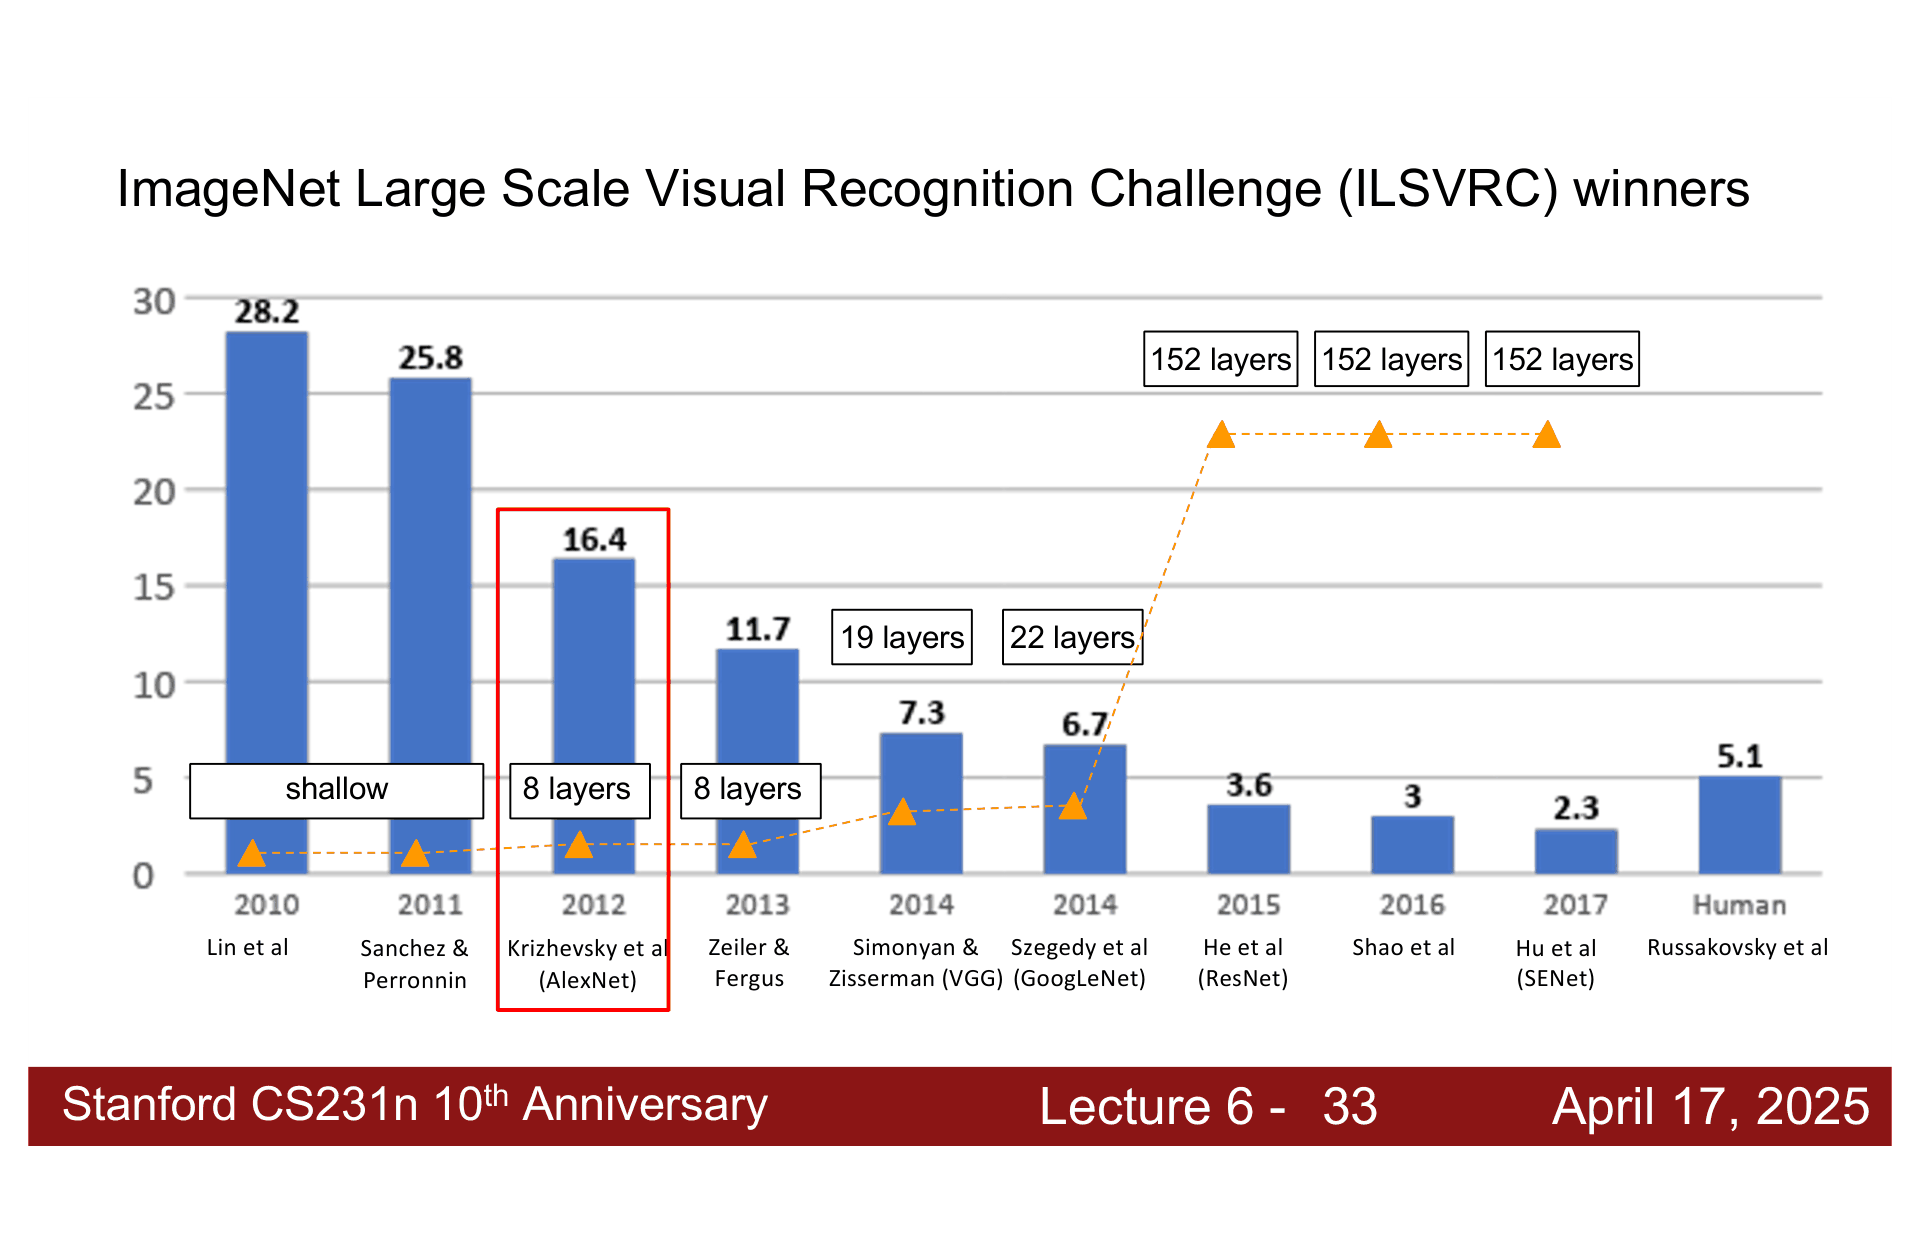 ImageNet Large Scale Visual Recognition Challenge (ILSVRC) winners
30
25
20
15
10
5
0
28.2
25.8
16.4
11.7
7.3
6.7
3.6
3
2.3
5.1
shallow
8 layers
8 layers
19 layers
22 layers
152 layers
152 layers
152 layers
2010
2011
2012
2013
2014
2014
2015
2016
2017
Human
Lin et al
Sanchez &
Perronnin
Krizhevsky et al
(AlexNet)
Zeiler &
Fergus
Simonyan &
Zisserman (VGG)
Szegedy et al
(GoogLeNet)
He et al
(ResNet)
Shao et al
Hu et al
(SENet)
Russakovsky et al
Stanford CS231n 10th Anniversary
Lecture 6 - 33
April 17, 2025